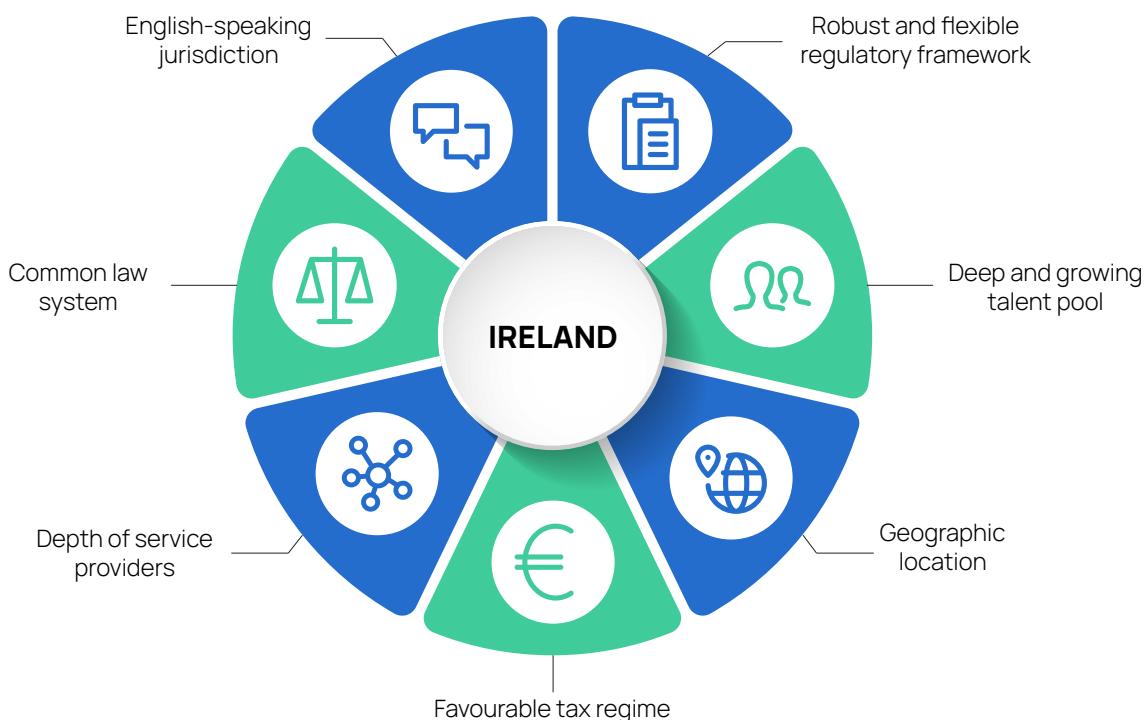 English-speaking
jurisdiction
Robust and flexible
regulatory framework
Common law
system
IRELAND
Deep and growing
talent pool
Depth of service
providers
Geographic
location
Favourable tax regime